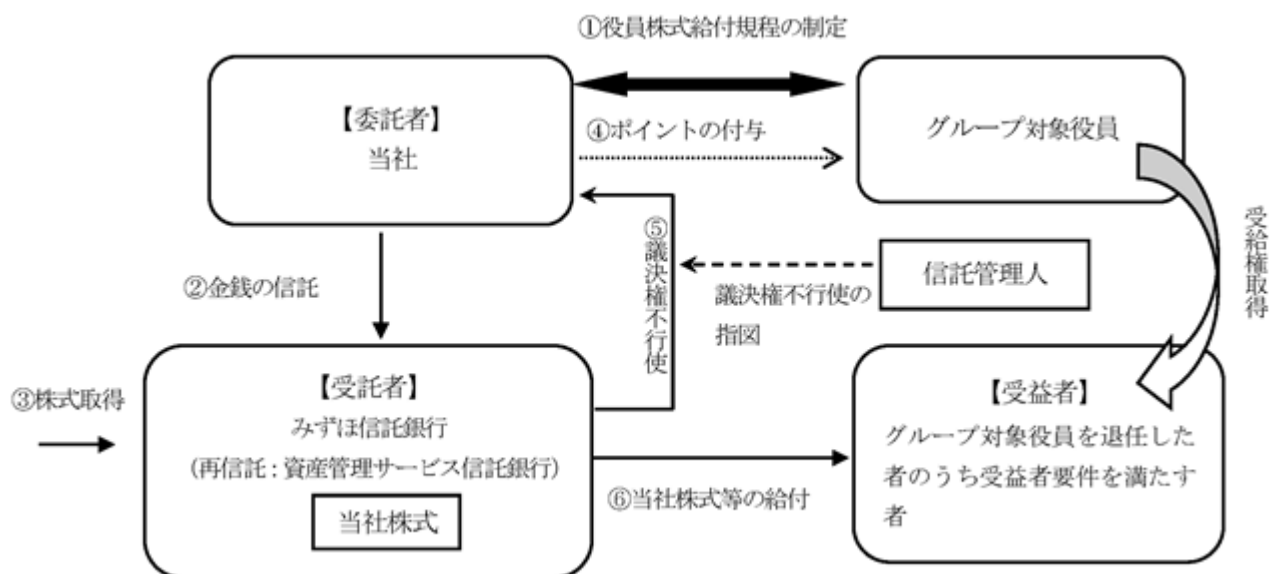 ①役員株式給付規程の制定
【委託者】
当社
④ポイントの付与
グループ対象役員
受給権取得
⑤議決権不行使
信託管理人
議決権不行使の
指図
②金銭の信託
③株式取得
【受託者】
みずほ信託銀行
(再信託：資産管理サービス信託銀行)
当社株式
⑥当社株式等の給付
【受益者】
グループ対象役員を退任した
者のうち受益者要件を満たす
者